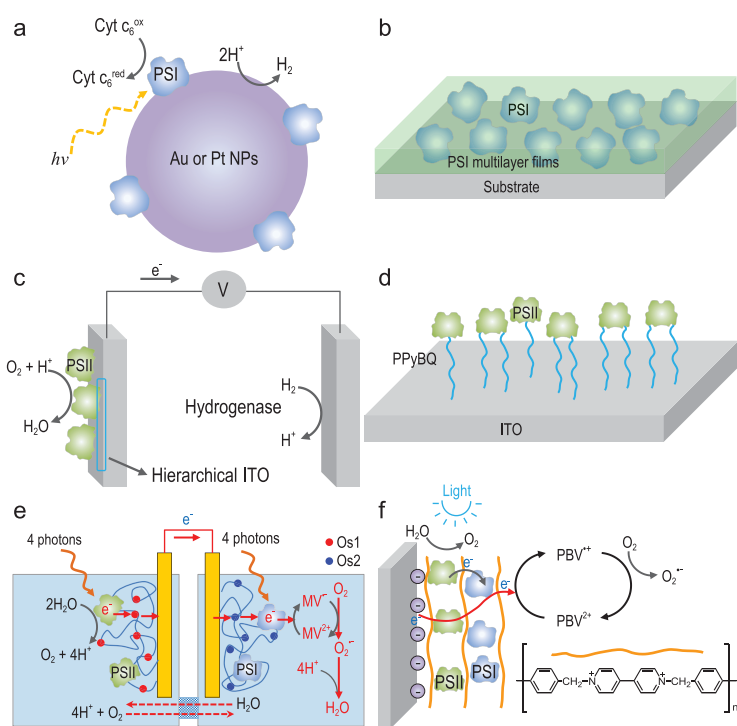 a
Cyt c₆ᵒˣ
Cyt c₆ʳᵉᵈ
PSI
2H⁺
H₂
hv
Au or Pt NPs
b
PSI
PSI multilayer films
Substrate
c
e⁻
V
PSII
O₂ + H⁺
H₂O
H₂
Hydrogenase
H⁺
Hierarchical ITO
d
PSII
PPyBQ
ITO
e
e⁻
4 photons
4 photons
Os1
Os2
2H₂O
e⁻
O₂ + 4H⁺
PSII
e⁻
MV⁻
MV²⁺
O₂
O₂⁻
PSI
4H⁺
H₂O
H₂O
4H⁺ + O₂
f
Light
H₂O
O₂
e⁻
e⁻
e⁻
PSII
PSI
PBV•⁺
PBV²⁺
O₂
O₂•⁻
CH₂
N
+
+
N
CH₂
n